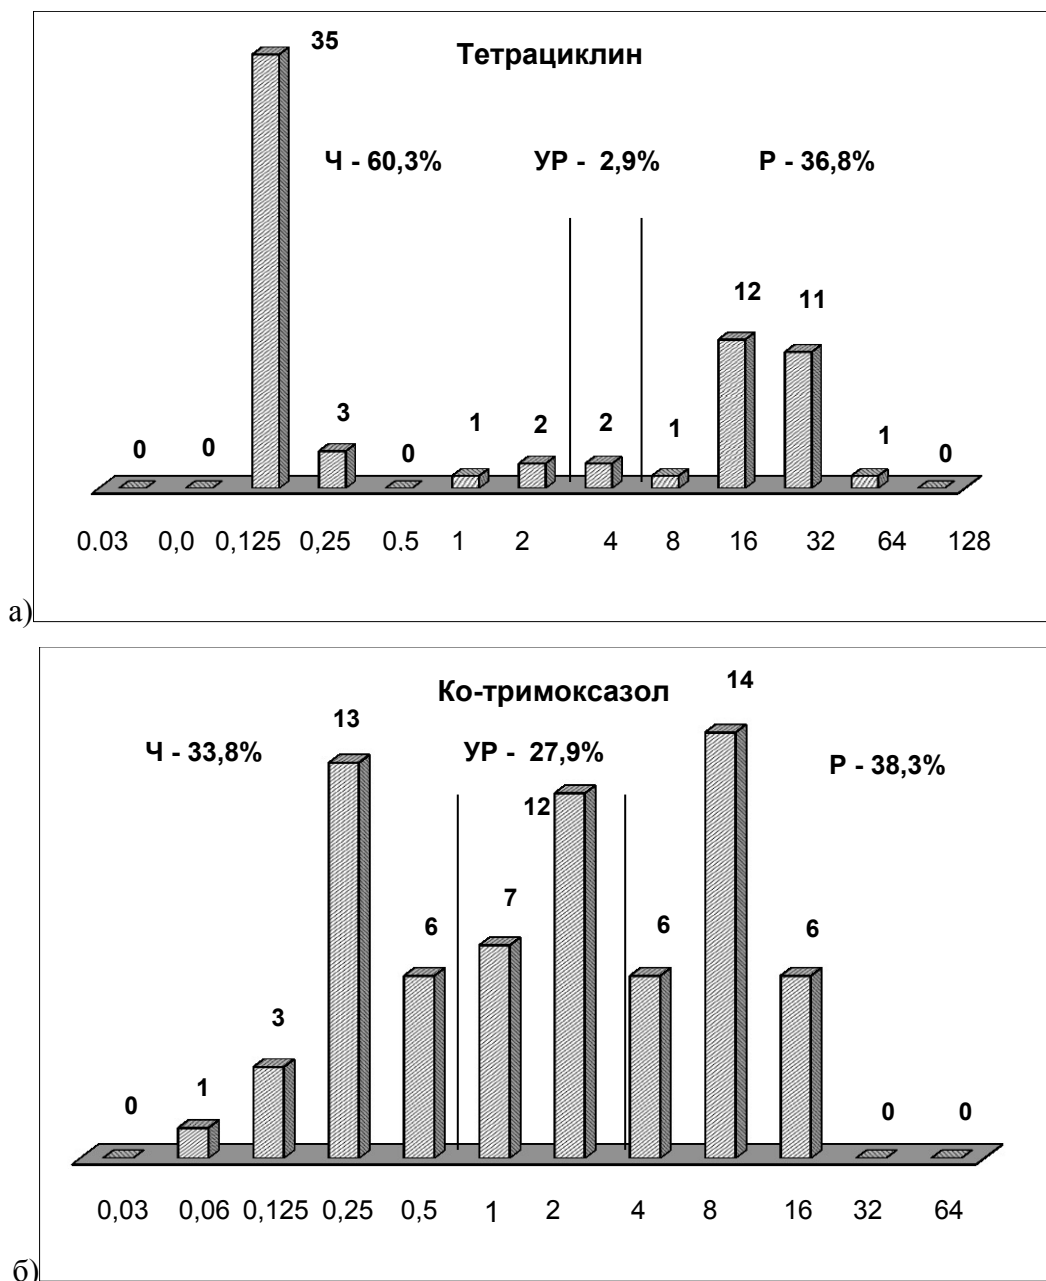 35
Тетрациклин
Ч - 60,3% УР - 2,9% Р - 36,8%
12 11
3 1 2 2 1 1
0 0 0 0
0,03 0,0 0,125 0,25 0,5 1 2 4 8 16 32 64 128
а)
Ко-тримоксазол
14
13
Ч - 33,8% УР - 27,9% Р - 38,3%
12
7
6 6 6
3
1
0 0 0
0,03 0,06 0,125 0,25 0,5 1 2 4 8 16 32 64
б)